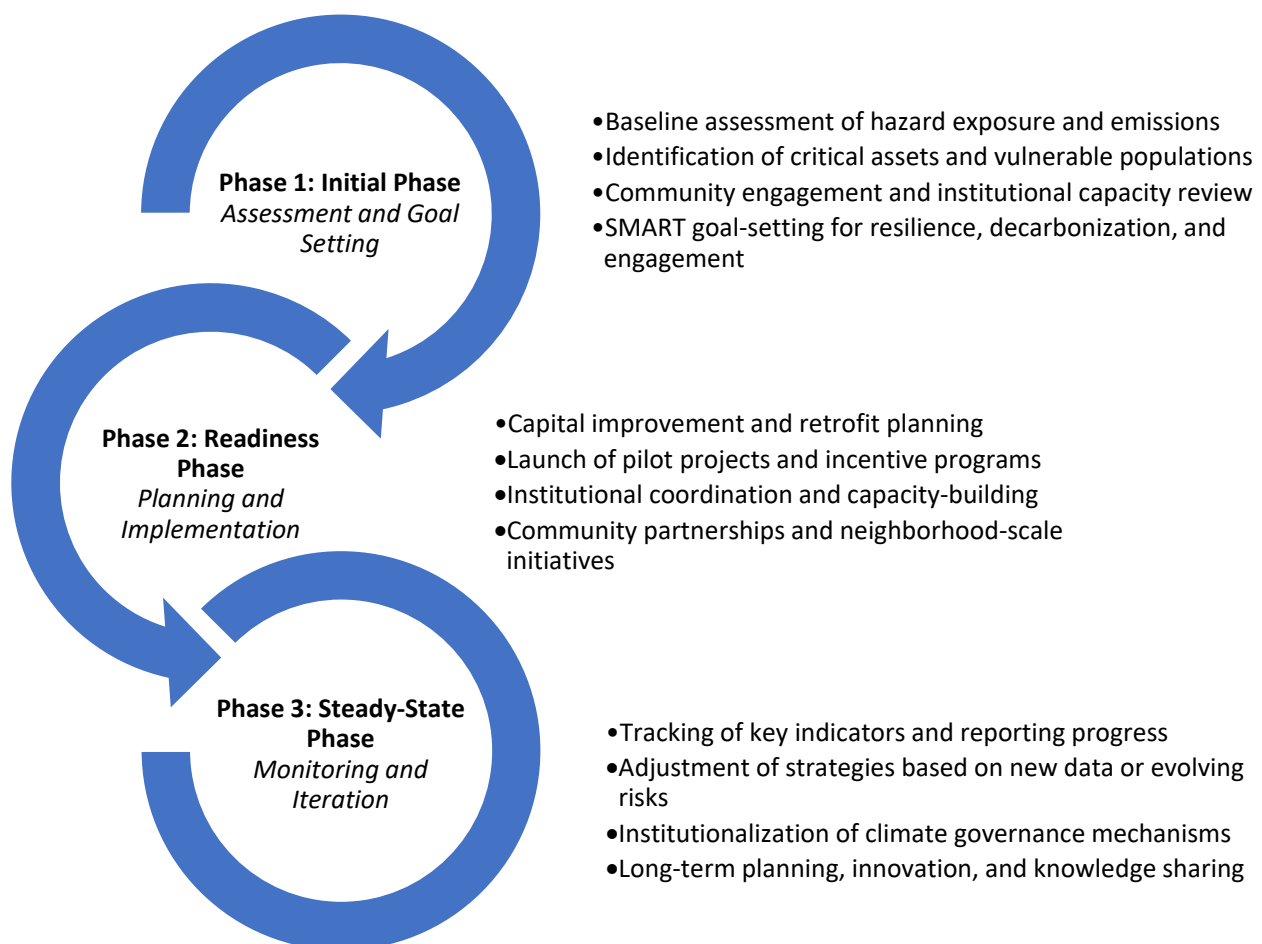 Phase 1: Initial Phase
Assessment and Goal
Setting
•Baseline assessment of hazard exposure and emissions
•Identification of critical assets and vulnerable populations
•Community engagement and institutional capacity review
•SMART goal-setting for resilience, decarbonization, and
engagement
Phase 2: Readiness
Phase
Planning and
Implementation
•Capital improvement and retrofit planning
•Launch of pilot projects and incentive programs
•Institutional coordination and capacity-building
•Community partnerships and neighborhood-scale
initiatives
Phase 3: Steady-State
Phase
Monitoring and
Iteration
•Tracking of key indicators and reporting progress
•Adjustment of strategies based on new data or evolving
risks
•Institutionalization of climate governance mechanisms
•Long-term planning, innovation, and knowledge sharing